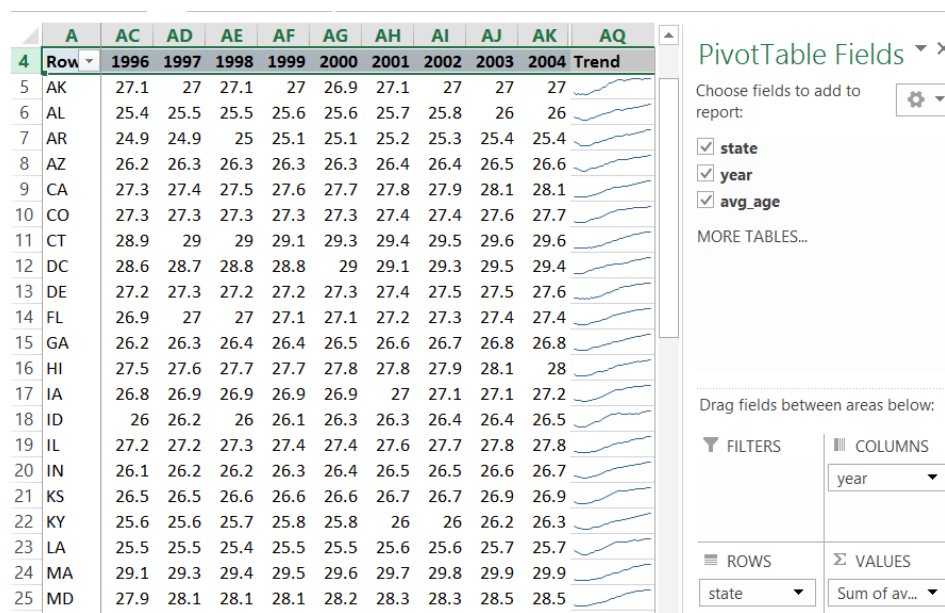 A AC AD AE AF AG AH AI AJ AK AQ
4 Row 1996 1997 1998 1999 2000 2001 2002 2003 2004 Trend
5 AK 27.1 27 27.1 27 26.9 27.1 27 27 27
6 AL 25.4 25.5 25.5 25.6 25.6 25.7 25.8 26 26
7 AR 24.9 24.9 25 25.1 25.1 25.2 25.3 25.4 25.4
8 AZ 26.2 26.3 26.3 26.3 26.3 26.4 26.4 26.5 26.6
9 CA 27.3 27.4 27.5 27.6 27.7 27.8 27.9 28.1 28.1
10 CO 27.3 27.3 27.3 27.3 27.3 27.4 27.4 27.6 27.7
11 CT 28.9 29 29 29.1 29.3 29.4 29.5 29.6 29.6
12 DC 28.6 28.7 28.8 28.8 29 29.1 29.3 29.5 29.4
13 DE 27.2 27.3 27.2 27.2 27.3 27.4 27.5 27.5 27.6
14 FL 26.9 27 27 27.1 27.1 27.2 27.3 27.4 27.4
15 GA 26.2 26.3 26.4 26.4 26.5 26.6 26.7 26.8 26.8
16 HI 27.5 27.6 27.7 27.7 27.8 27.8 27.9 28.1 28
17 IA 26.8 26.9 26.9 26.9 26.9 27 27.1 27.1 27.2
18 ID 26 26.2 26 26.1 26.3 26.3 26.4 26.4 26.5
19 IL 27.2 27.2 27.3 27.4 27.4 27.6 27.7 27.8 27.8
20 IN 26.1 26.2 26.2 26.3 26.4 26.5 26.5 26.6 26.7
21 KS 26.5 26.5 26.6 26.6 26.6 26.7 26.7 26.9 26.9
22 KY 25.6 25.6 25.7 25.8 25.8 26 26 26.2 26.3
23 LA 25.5 25.5 25.4 25.5 25.5 25.6 25.6 25.7 25.7
24 MA 29.1 29.3 29.4 29.5 29.6 29.7 29.8 29.9 29.9
25 MD 27.9 28.1 28.1 28.1 28.2 28.3 28.3 28.5 28.5
PivotTable Fields
Choose fields to add to
report:
state
year
avg_age
MORE TABLES...
Drag fields between areas below:
FILTERS
COLUMNS
year
ROWS
state
Σ VALUES
Sum of av...